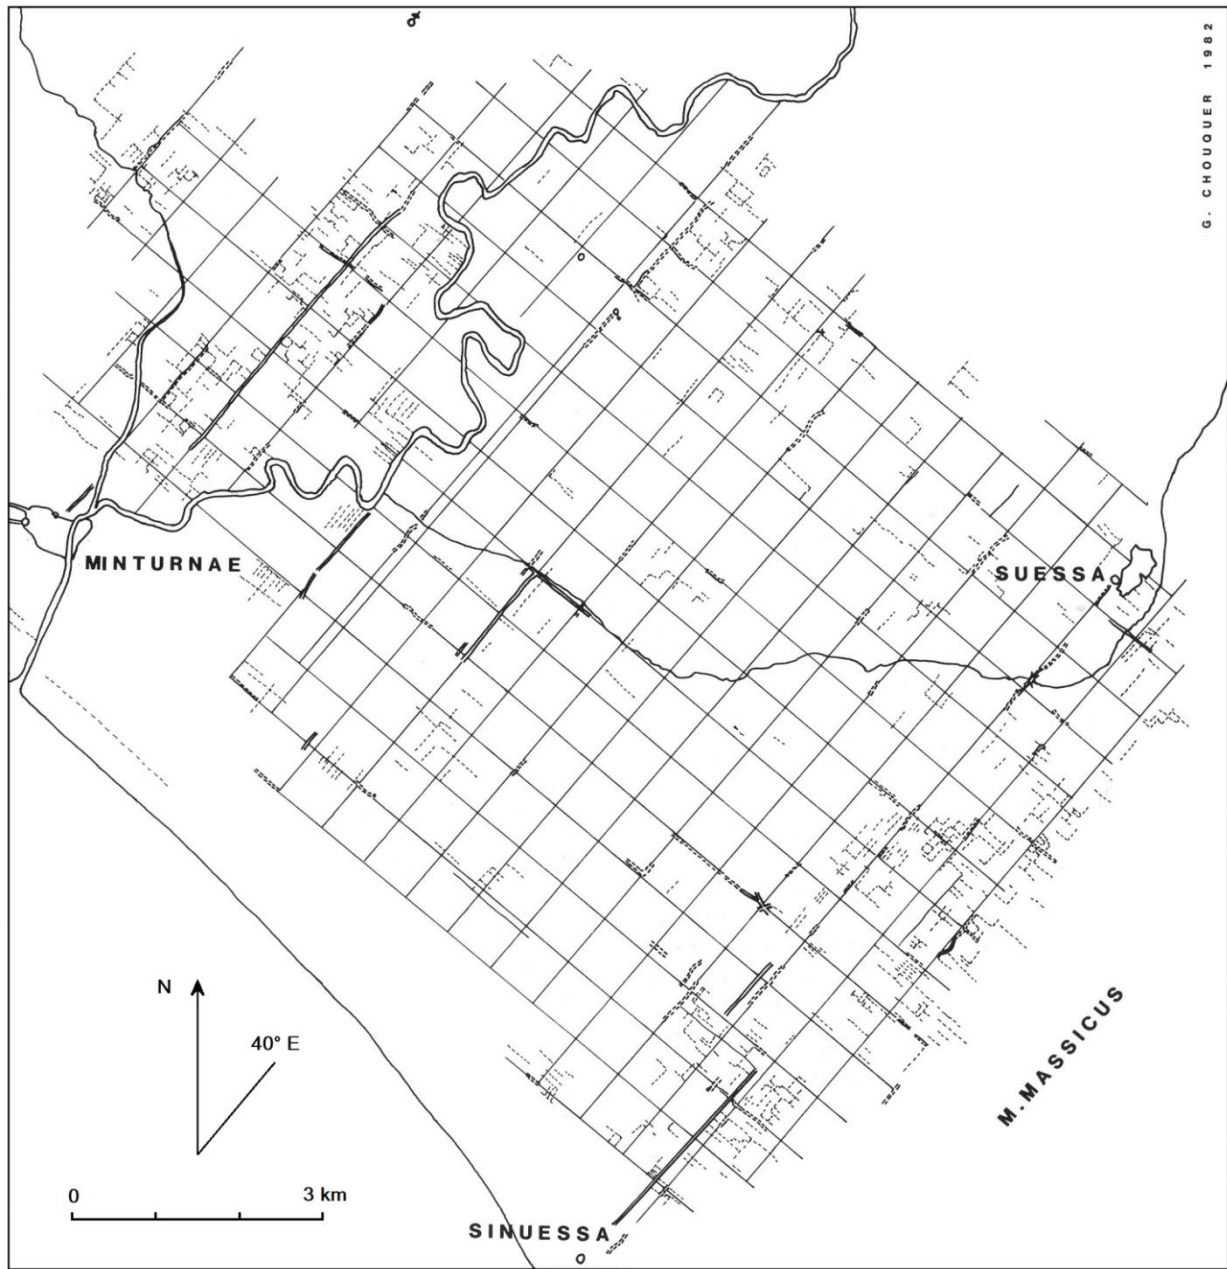 G. CHOUQUER 1982
MINTURNAE
SUESSA
N
40° E
M. MASSICUS
0 3 km
SINUESSA